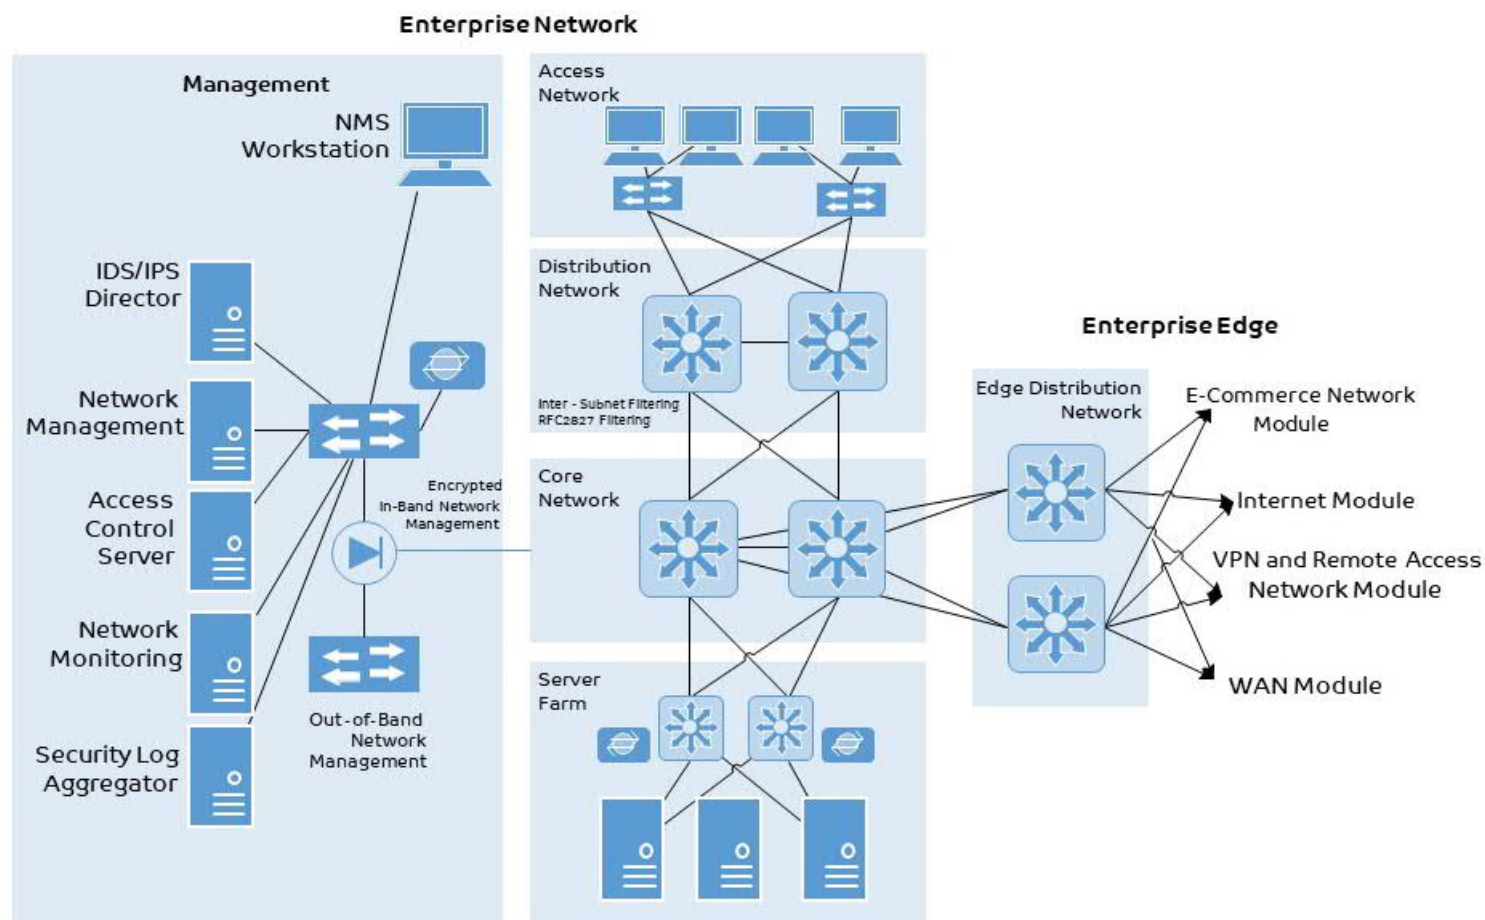 Enterprise Network
Management
NMS
Workstation
IDS/IPS
Director
Network
Management
Access
Control
Server
Network
Monitoring
Security Log
Aggregator
Encrypted
In-Band Network
Management
Out-of-Band
Network
Management
Access
Network
Distribution
Network
Inter - Subnet Filtering
RFC2827 Filtering
Core
Network
Server
Farm
Enterprise Edge
Edge Distribution
Network
E-Commerce Network
Module
Internet Module
VPN and Remote Access
Network Module
WAN Module